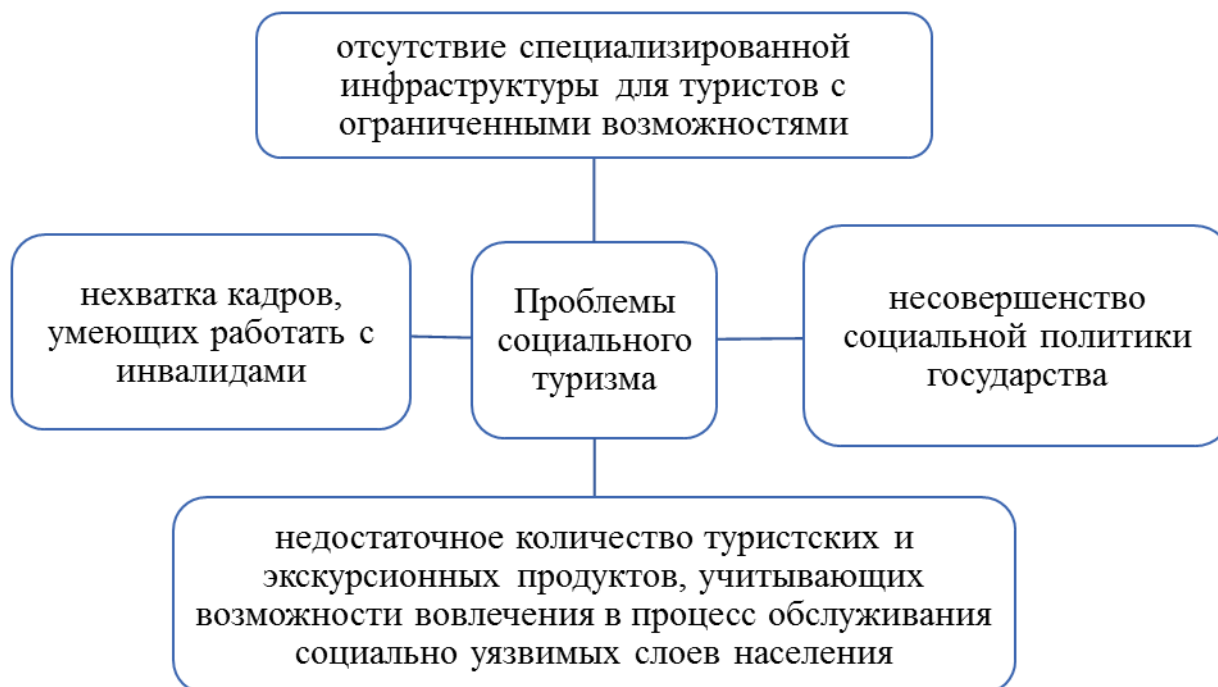 отсутствие специализированной
инфраструктуры для туристов с
ограниченными возможностями
нехватка кадров,
умеющих работать с
инвалидами
Проблемы
социального
туризма
несовершенство
социальной политики
государства
недостаточное количество туристских и
экскурсионных продуктов, учитывающих
возможности вовлечения в процесс обслуживания
социально уязвимых слоев населения